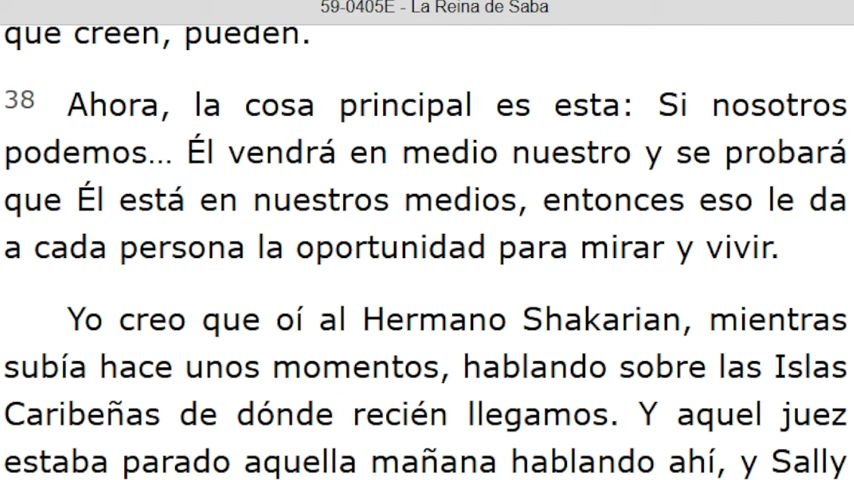 59-0405E - La Reina de Saba
que creen, pueden.
38 Ahora, la cosa principal es esta: Si nosotros
podemos... Él vendrá en medio nuestro y se probará
que Él está en nuestros medios, entonces eso le da
a cada persona la oportunidad para mirar y vivir.
Yo creo que oí al Hermano Shakarian, mientras
subía hace unos momentos, hablando sobre las Islas
Caribeñas de dónde recién llegamos. Y aquel juez
estaba parado aquella mañana hablando ahí, y Sally